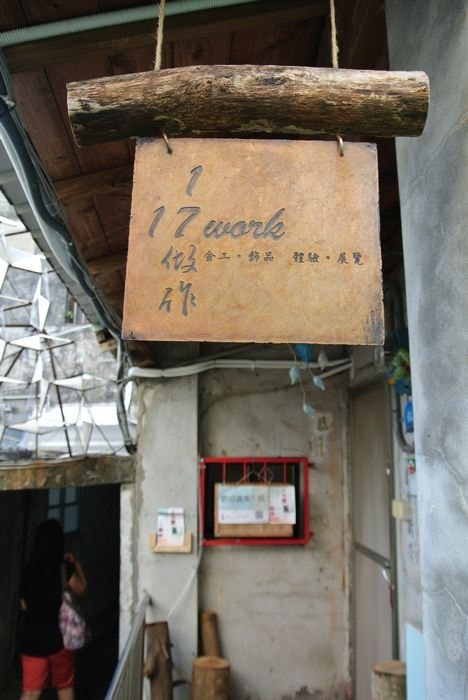 1
17 work
做 金工・飾品 體驗・展覽
作